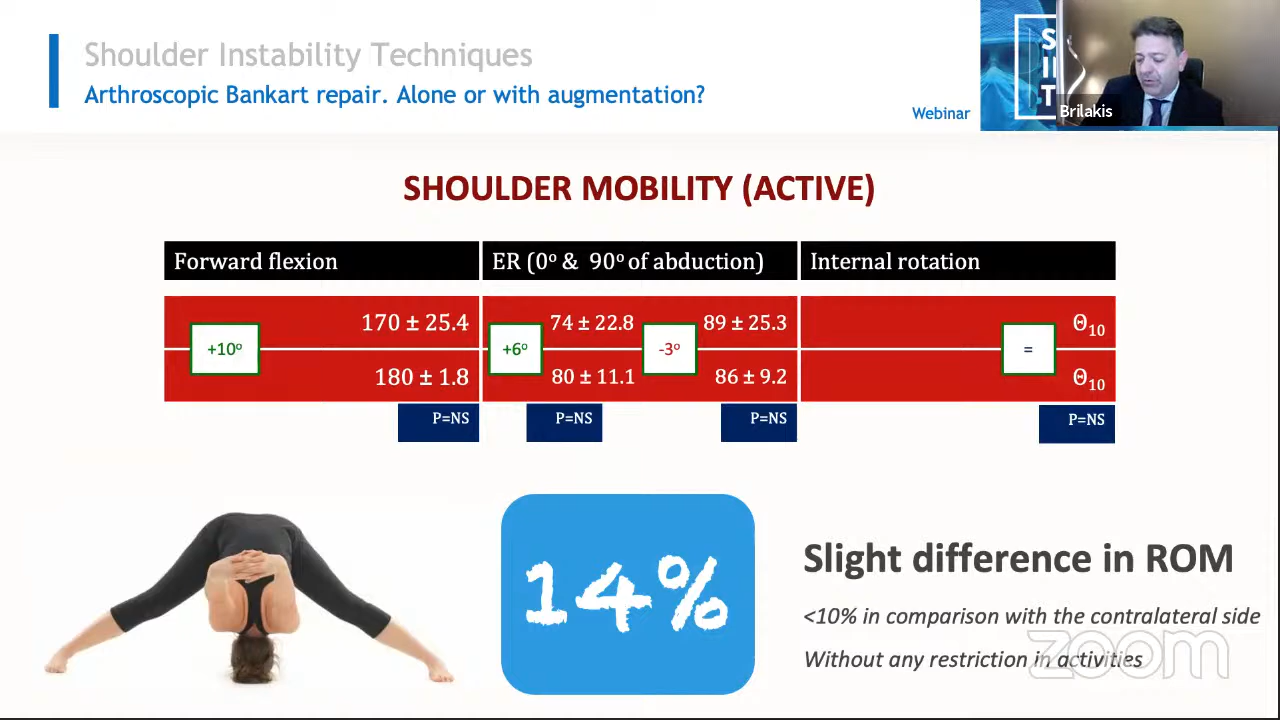 Shoulder Instability Techniques
Arthroscopic Bankart repair. Alone or with augmentation?
Webinar
S
I
T
Brilakis
SHOULDER MOBILITY (ACTIVE)
Forward flexion ER (0º & 90º of abduction) Internal rotation
170 ± 25.4 74 ± 22.8 89 ± 25.3 Θ10
+10º +6º -3º =
180 ± 1.8 80 ± 11.1 86 ± 9.2 Θ10
P=NS P=NS P=NS P=NS
14%
Slight difference in ROM
<10% in comparison with the contralateral side
Without any restriction in activities
zoom